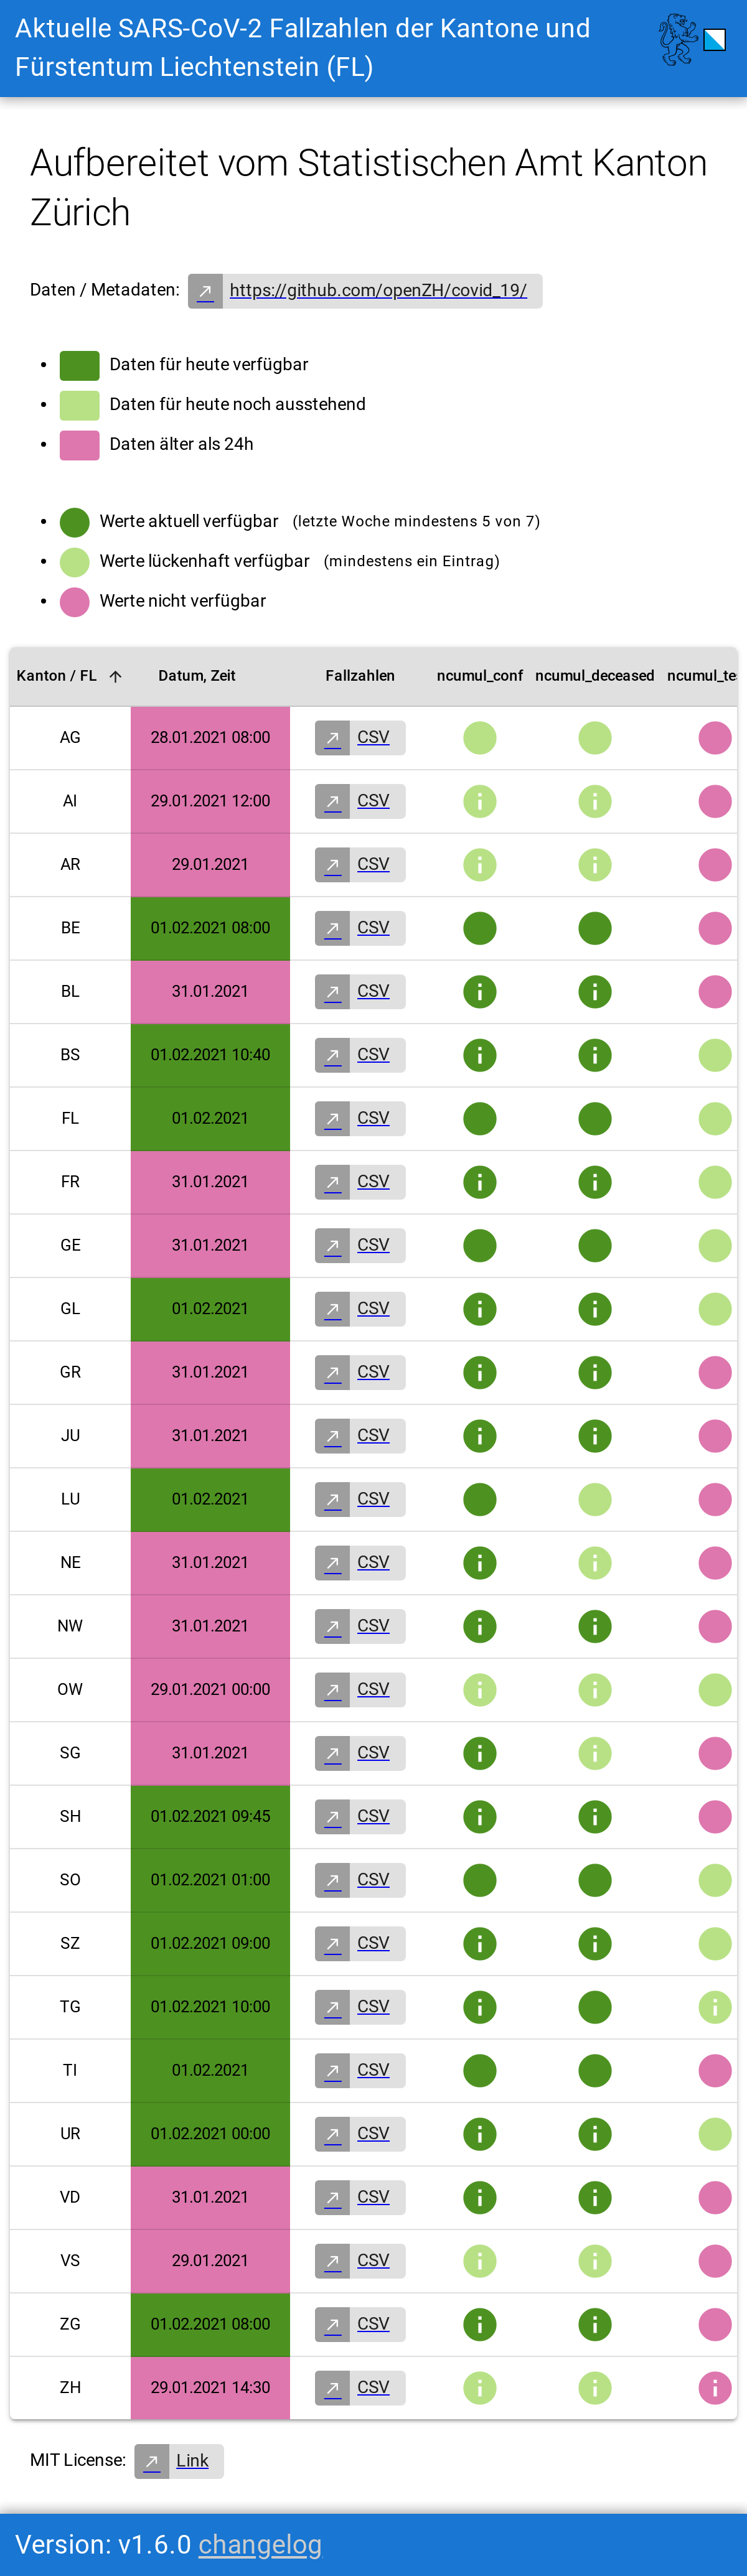 Aktuelle SARS-CoV-2 Fallzahlen der Kantone und
Fürstentum Liechtenstein (FL)
Aufbereitet vom Statistischen Amt Kanton
Zürich
Daten / Metadaten: https://github.com/openZH/covid_19/
Daten für heute verfügbar
Daten für heute noch ausstehend
Daten älter als 24h
Werte aktuell verfügbar (letzte Woche mindestens 5 von 7)
Werte lückenhaft verfügbar (mindestens ein Eintrag)
Werte nicht verfügbar
Kanton / FL Datum, Zeit Fallzahlen ncumul_conf ncumul_deceased
AG 28.01.2021 08:00 CSV
AI 29.01.2021 12:00 CSV
AR 29.01.2021 CSV
BE 01.02.2021 08:00 CSV
BL 31.01.2021 CSV
BS 01.02.2021 10:40 CSV
FL 01.02.2021 CSV
FR 31.01.2021 CSV
GE 31.01.2021 CSV
GL 01.02.2021 CSV
GR 31.01.2021 CSV
JU 31.01.2021 CSV
LU 01.02.2021 CSV
NE 31.01.2021 CSV
NW 31.01.2021 CSV
OW 29.01.2021 00:00 CSV
SG 31.01.2021 CSV
SH 01.02.2021 09:45 CSV
SO 01.02.2021 01:00 CSV
SZ 01.02.2021 09:00 CSV
TG 01.02.2021 10:00 CSV
TI 01.02.2021 CSV
UR 01.02.2021 00:00 CSV
VD 31.01.2021 CSV
VS 29.01.2021 CSV
ZG 01.02.2021 08:00 CSV
ZH 29.01.2021 14:30 CSV
MIT License: Link
Version: v1.6.0 changelog